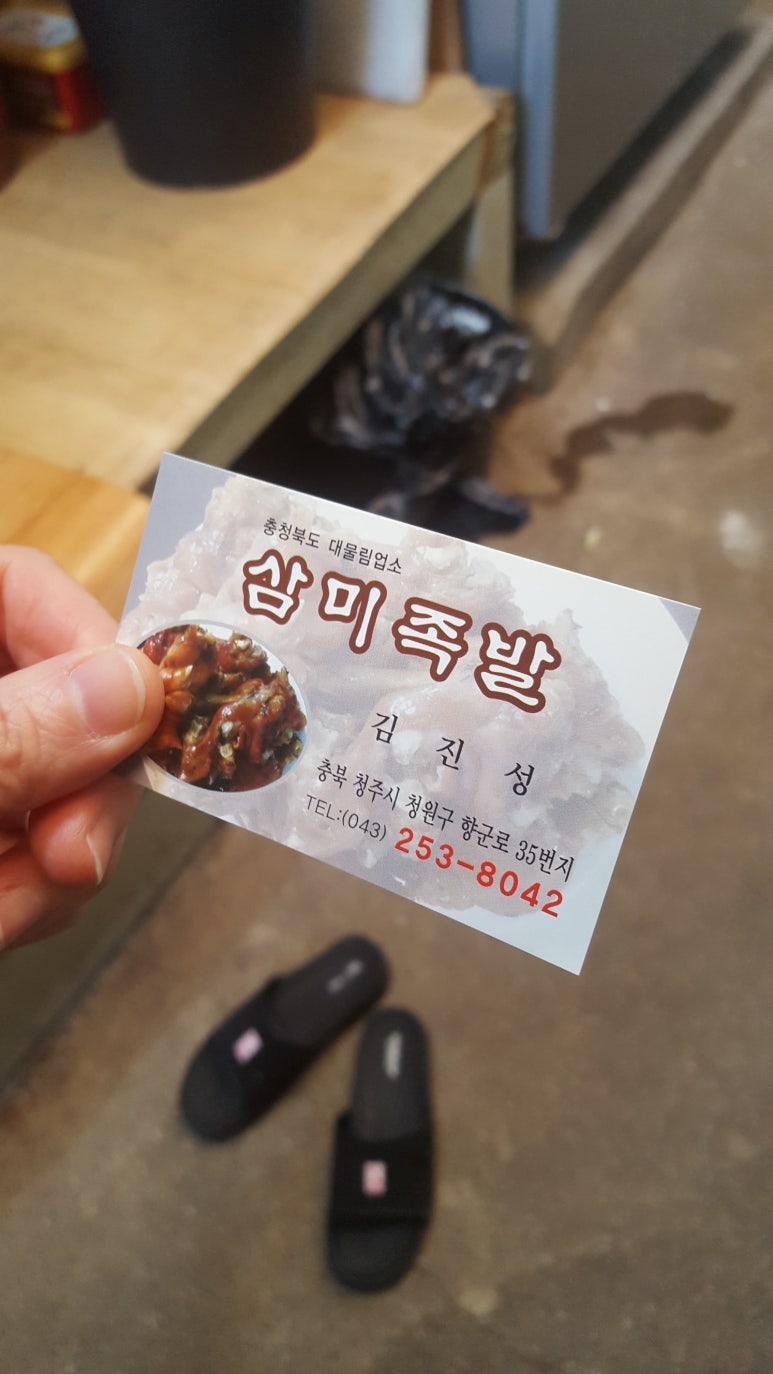 충청북도 대물림업소
삼미족발
김 진 성
충북 청주시 청원구 향군로 35번지
TEL:(043) 253-8042